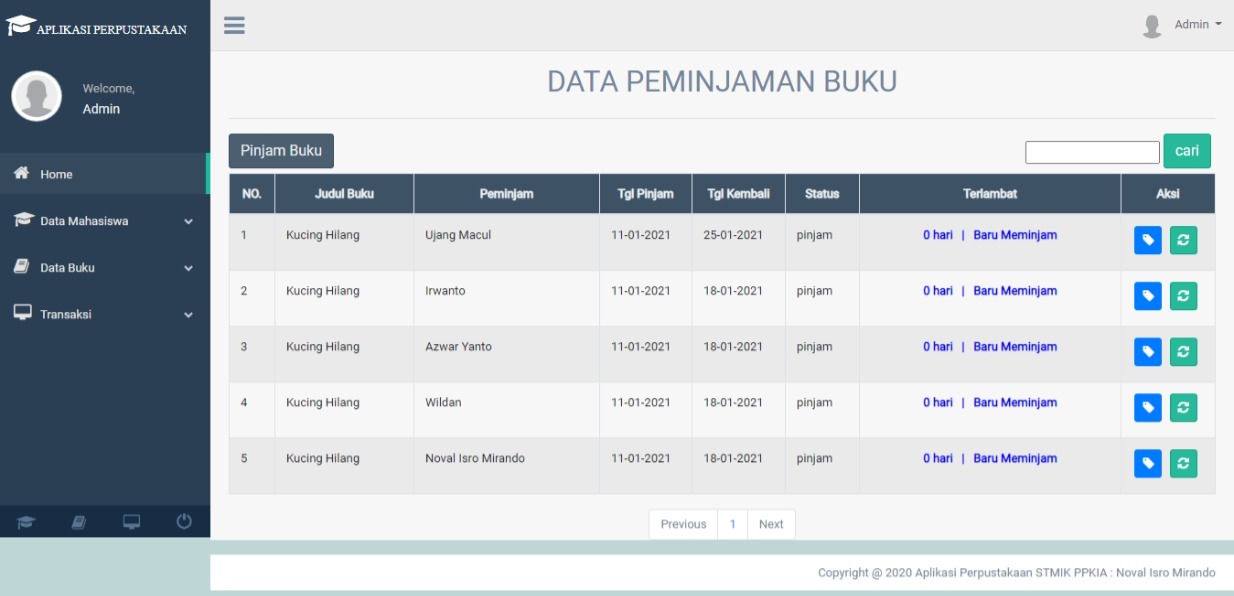 APLIKASI PERPUSTAKAAN
Admin
Welcome,
Admin
Home
Data Mahasiswa
Data Buku
Transaksi
DATA PEMINJAMAN BUKU
Pinjam Buku
cari
NO. Judul Buku Peminjam Tgl Pinjam Tgl Kembali Status Terlambat Aksi
1 Kucing Hilang Ujang Macul 11-01-2021 25-01-2021 pinjam 0 hari | Baru Meminjam
2 Kucing Hilang Irwanto 11-01-2021 18-01-2021 pinjam 0 hari | Baru Meminjam
3 Kucing Hilang Azwar Yanto 11-01-2021 18-01-2021 pinjam 0 hari | Baru Meminjam
4 Kucing Hilang Wildan 11-01-2021 18-01-2021 pinjam 0 hari | Baru Meminjam
5 Kucing Hilang Noval Isro Mirando 11-01-2021 18-01-2021 pinjam 0 hari | Baru Meminjam
Previous 1 Next
Copyright @ 2020 Aplikasi Perpustakaan STMIK PPKIA : Noval Isro Mirando